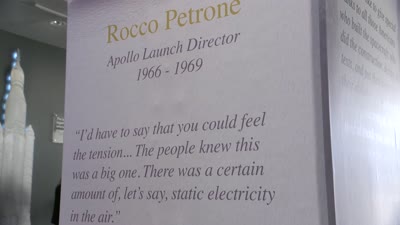 Rocco Petrone
Apollo Launch Director
1966 - 1969
"I'd have to say that you could feel
the tension... The people knew this
was a big one. There was a certain
amount of, let's say, static electricity
in the air."